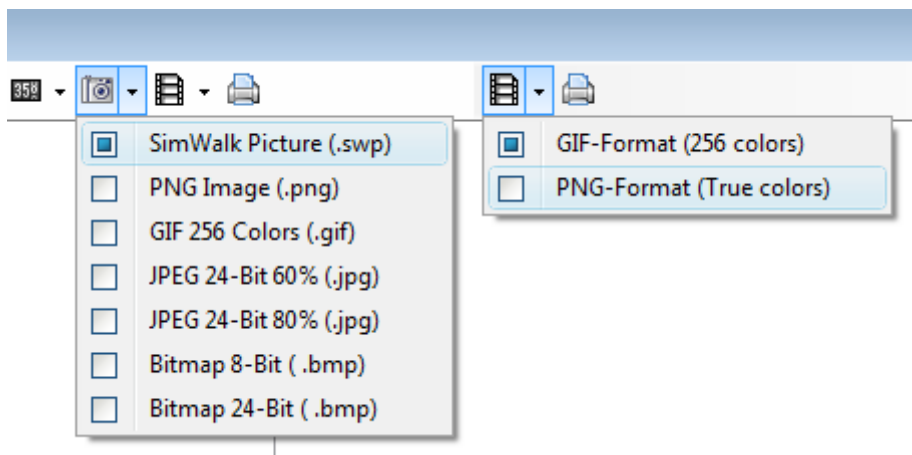 SimWalk Picture (.swp)
PNG Image (.png)
GIF 256 Colors (.gif)
JPEG 24-Bit 60% (.jpg)
JPEG 24-Bit 80% (.jpg)
Bitmap 8-Bit ( .bmp)
Bitmap 24-Bit ( .bmp)
GIF-Format (256 colors)
PNG-Format (True colors)